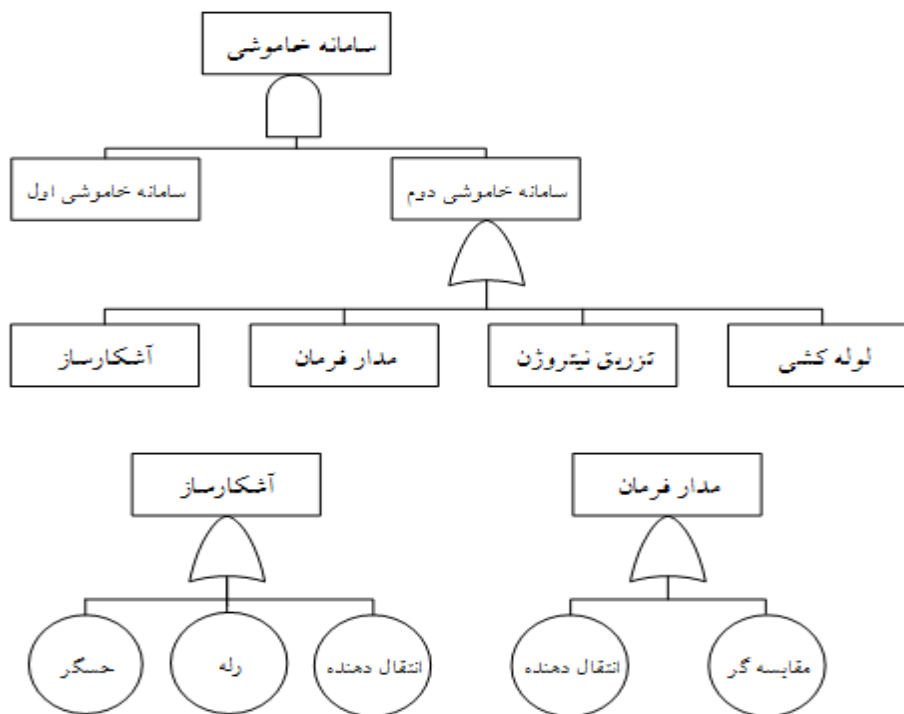 سامانه خاموشی
سامانه خاموشی اول
سامانه خاموشی دوم
آشکارساز
مدار فرمان
تزریق نیتروژن
لوله کشی
آشکارساز
مدار فرمان
حسگر
رله
انتقال دهنده
انتقال دهنده
مقایسه گر